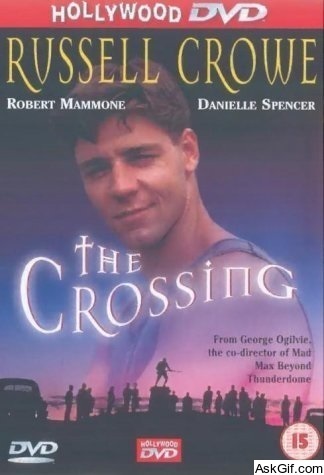 HOLLYWOOD DVD
RUSSELL CROWE
ROBERT MAMMONE DANIELLE SPENCER
THE
CROSSING
From George Ogilvie,
the co-director of Mad
Max Beyond
Thunderdome
DVD
HOLLYWOOD
DVD
15
AskGif.com